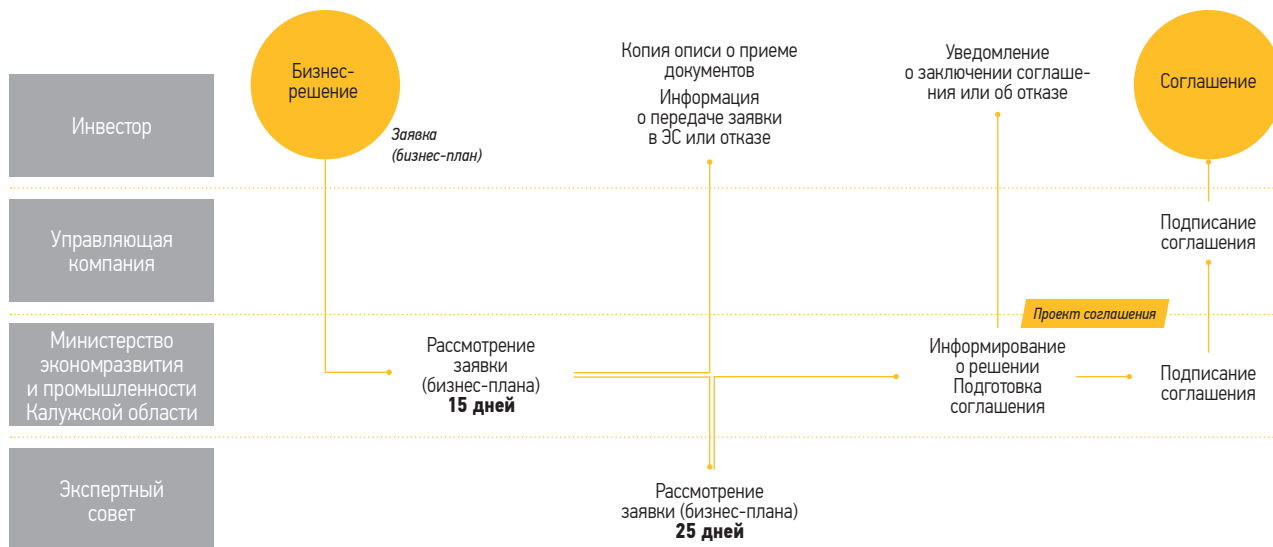 Инвестор
Бизнес-
решение
Заявка
(бизнес-план)
Копия описи о приеме
документов
Информация
о передаче заявки
в ЭС или отказе
Уведомление
о заключении соглаше-
ния или об отказе
Соглашение
Управляющая
компания
Подписание
соглашения
Министерство
экономразвития
и промышленности
Калужской области
Рассмотрение
заявки
(бизнес-плана)
15 дней
Проект соглашения
Информирование
о решении
Подготовка
соглашения
Подписание
соглашения
Экспертный
совет
Рассмотрение
заявки (бизнес-плана)
25 дней